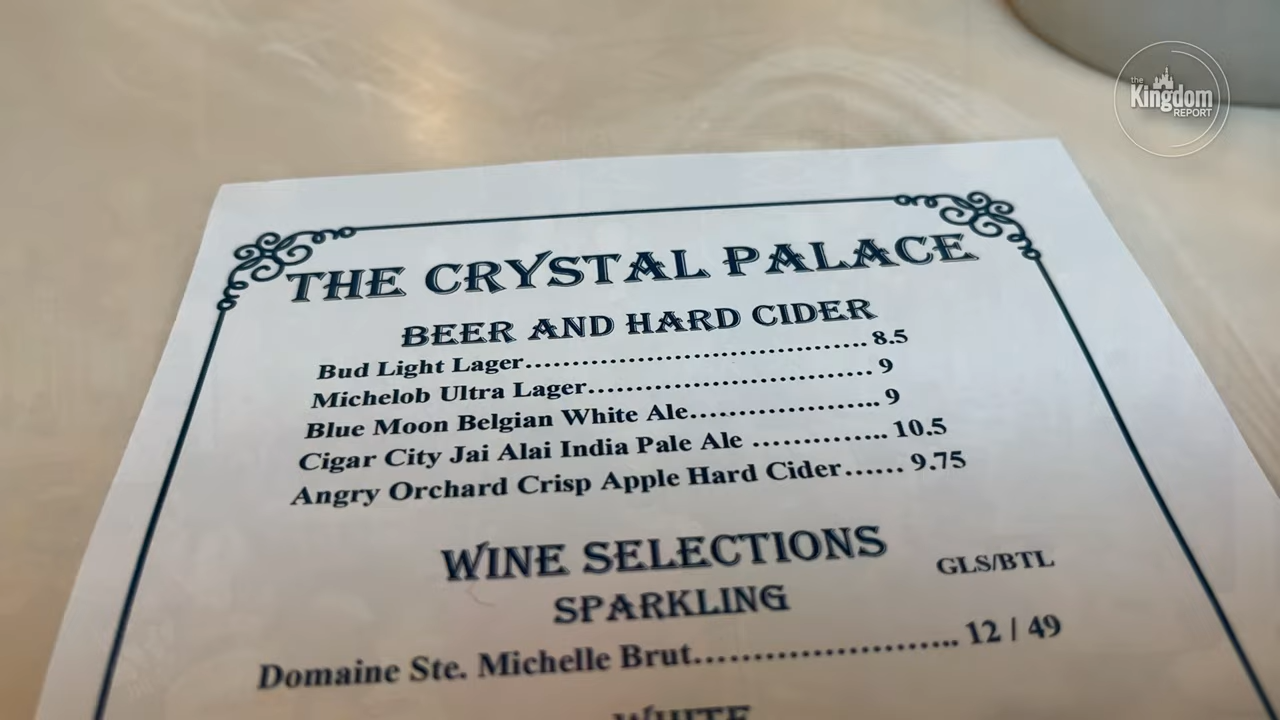 the
Kingdom
REPORT
THE CRYSTAL PALACE
BEER AND HARD CIDER
Bud Light Lager....................................... 8.5
Michelob Ultra Lager................................ 9
Blue Moon Belgian White Ale..................... 9
Cigar City Jai Alai India Pale Ale ............... 10.5
Angry Orchard Crisp Apple Hard Cider...... 9.75
WINE SELECTIONS
GLS/BTL
SPARKLING
Domaine Ste. Michelle Brut........................ 12 / 49
WHITE